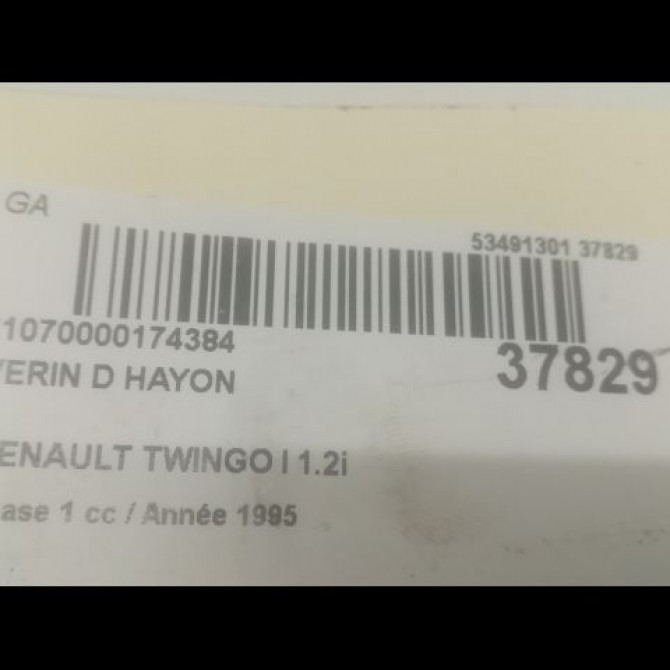 GA
53491301 37829
1070000174384
37829
VERIN D HAYON
ENAULT TWINGO I 1.2i
ase 1 cc / Année 1995